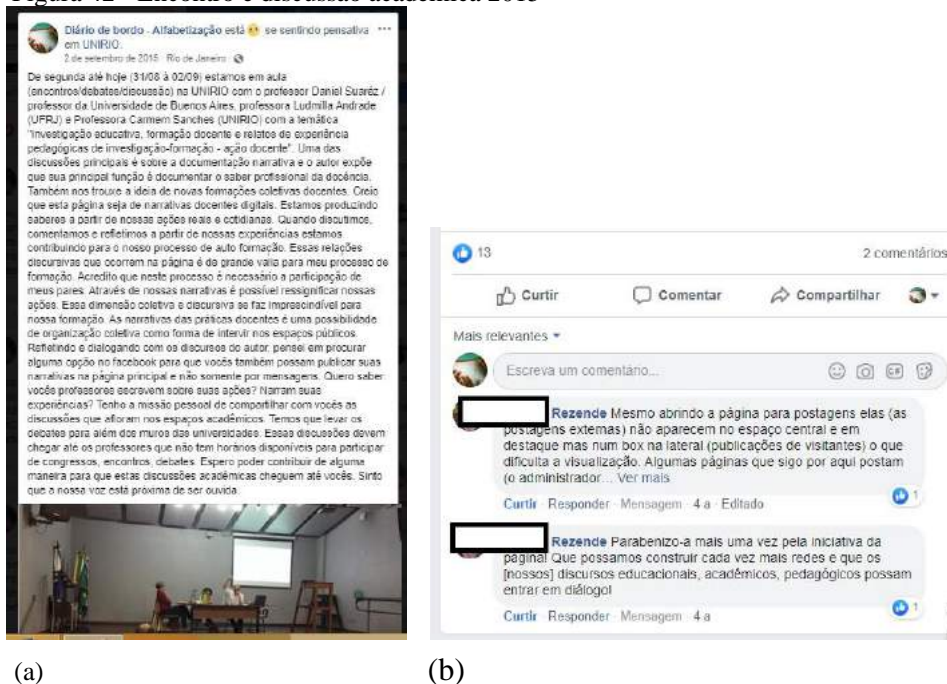 Figura 42 - Encontro e discussão acadêmica 2015
Diário de bordo - Alfabetização está se sentindo pensativa
em UNIRIO.
2 de setembro de 2015 · Rio de Janeiro ·
De segunda até hoje (31/08 à 02/09) estamos em aula
(encontros/debates/discussão) na UNIRIO com o professor Daniel Suaréz /
professor da Universidade de Buenos Aires, professora Ludmilla Andrade
(UFRJ) e Professora Carmem Sanches (UNIRIO) com a temática
"Investigação educativa, formação docente e relatos de experiência
pedagógicas de investigação-formação - ação docente". Uma das
discussões principais é sobre a documentação narrativa e o autor expõe
que sua principal função é documentar o saber profissional da docência.
Também nos trouxe a ideia de novas formações coletivas docentes. Creio
que esta página seja de narrativas docentes digitais. Estamos produzindo
saberes a partir de nossas ações reais e cotidianas. Quando discutimos,
comentamos e refletimos a partir de nossas experiências estamos
contribuindo para o nosso processo de auto formação. Essas relações
discursivas que ocorrem na página é de grande valia para meu processo de
formação. Acredito que neste processo é necessário a participação de
meus pares. Através de nossas narrativas é possível ressignificar nossas
ações. Essa dimensão coletiva e discursiva se faz imprescindível para
nossa formação. As narrativas das práticas docentes é uma possibilidade
de organização coletiva como forma de intervir nos espaços públicos.
Refletindo e dialogando com os discursos do autor, pensei em procurar
alguma opção no facebook para que vocês também possam publicar suas
narrativas na página principal e não somente por mensagens. Quero saber:
vocês professores escrevem sobre suas ações? Narram suas
experiências? Tenho a missão pessoal de compartilhar com vocês as
discussões que afloram nos espaços acadêmicos. Temos que levar os
debates para além dos muros das universidades. Essas discussões devem
chegar até os professores que não tem horários disponíveis para participar
de congressos, encontros, debates. Espero poder contribuir de alguma
maneira para que estas discussões acadêmicas cheguem até vocês. Sinto
que a nossa voz está próxima de ser ouvida.
13 2 comentários
Curtir Comentar Compartilhar
Mais relevantes
Escreva um comentário...
Rezende Mesmo abrindo a página para postagens elas (as
postagens externas) não aparecem no espaço central e em
destaque mas num box na lateral (publicações de visitantes) o que
dificulta a visualização. Algumas páginas que sigo por aqui postam
(o administrador... Ver mais
1
Curtir · Responder · Mensagem · 4 a · Editado
Rezende Parabenizo-a mais uma vez pela iniciativa da
página! Que possamos construir cada vez mais redes e que os
[nossos] discursos educacionais, acadêmicos, pedagógicos possam
entrar em diálogo!
1
Curtir · Responder · Mensagem · 4 a
(a) (b)